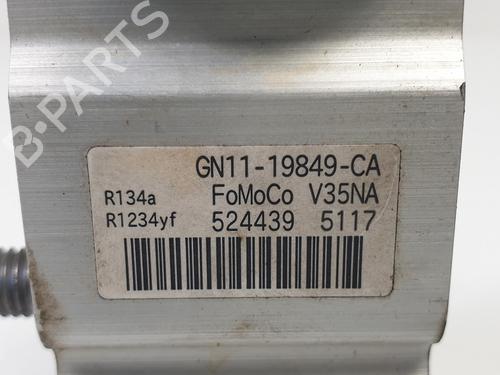 B-PARTS
GN11-19849-CA
R134a FoMoCo V35NA
R1234yf 524439 5117